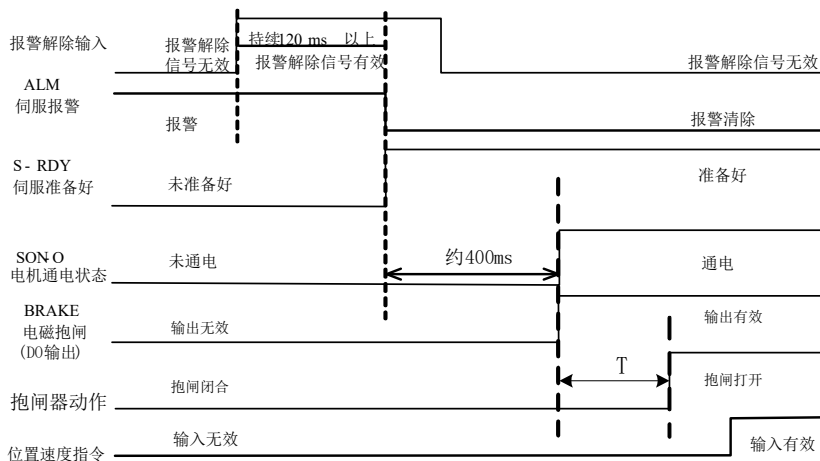 报警解除输入
报警解除
信号无效
持续120 ms 以上
报警解除信号有效
报警解除信号无效
ALM
伺服报警
报警
报警清除
S- RDY
伺服准备好
未准备好
准备好
SON-O
电机通电状态
未通电
约400ms
通电
BRAKE
电磁抱闸
(DO输出)
输出无效
输出有效
T
抱闸器动作
抱闸闭合
抱闸打开
位置速度指令
输入无效
输入有效